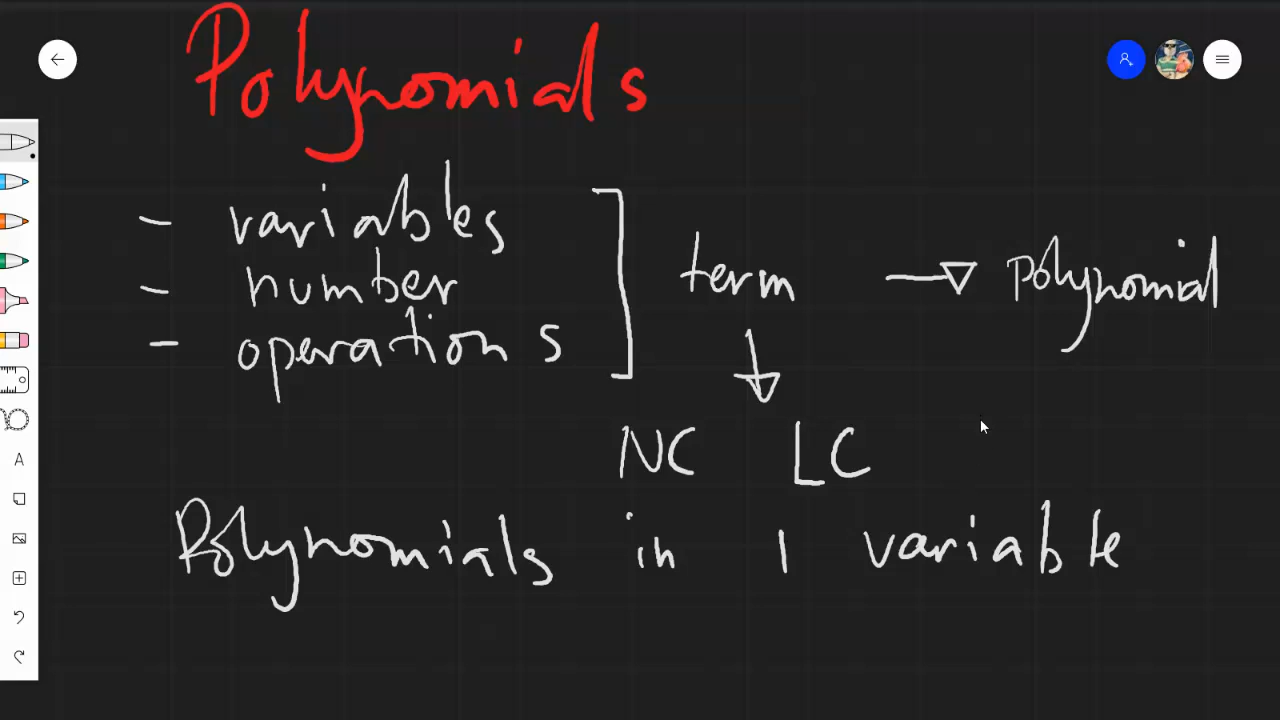 Polynomials
- variables
- number
- operations
term → polynomial
↓
NC LC
Polynomials in 1 variable
A